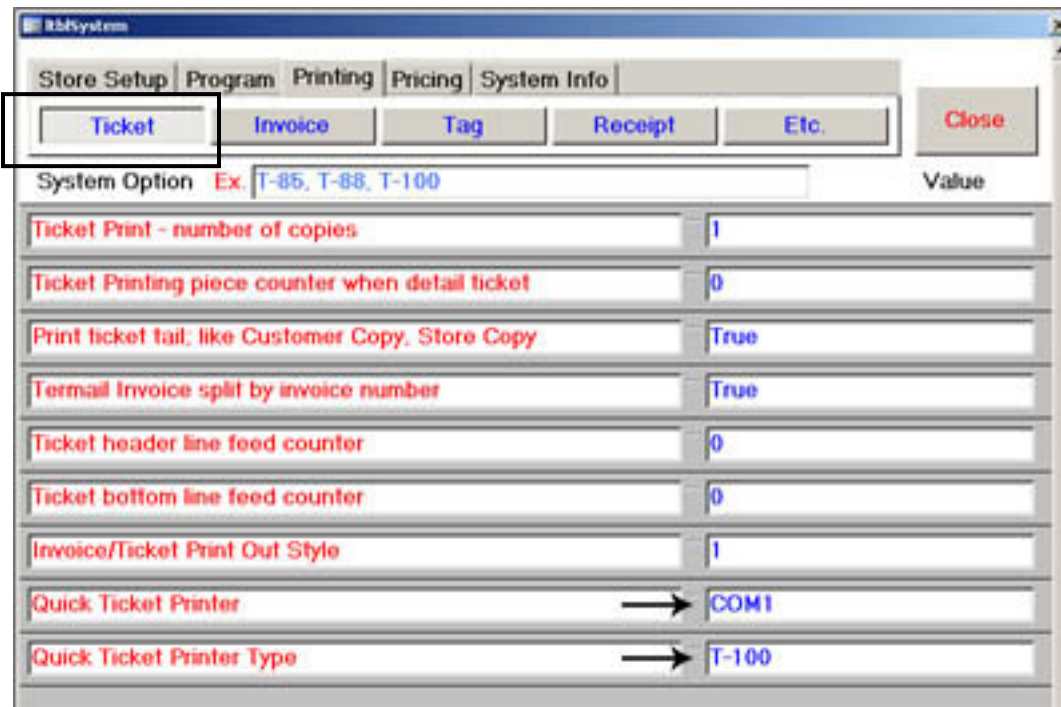 ltblSystem
Store Setup Program Printing Pricing System Info
Ticket Invoice Tag Receipt Etc. Close
System Option Ex. T-85, T-88, T-100 Value
Ticket Print - number of copies 1
Ticket Printing piece counter when detail ticket 0
Print ticket tail; like Customer Copy, Store Copy True
Termail Invoice split by invoice number True
Ticket header line feed counter 0
Ticket bottom line feed counter 0
Invoice/Ticket Print Out Style 1
Quick Ticket Printer COM1
Quick Ticket Printer Type T-100